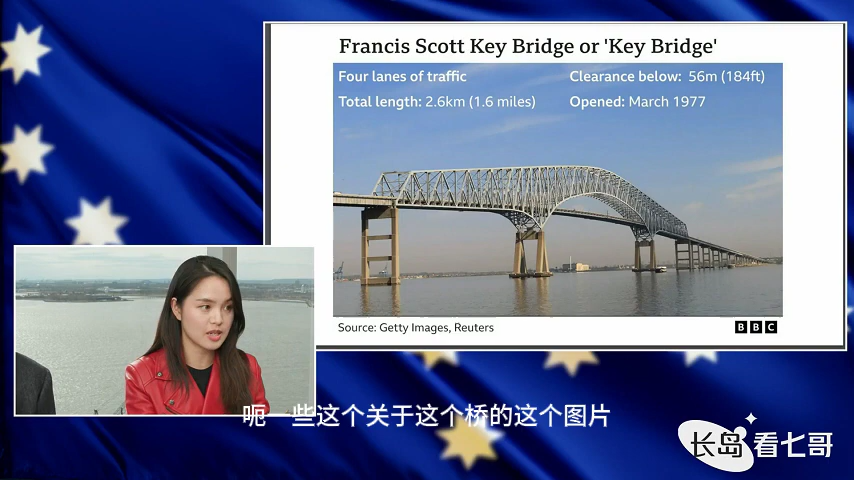 Francis Scott Key Bridge or 'Key Bridge'
Four lanes of traffic
Clearance below: 56m (184ft)
Total length: 2.6km (1.6 miles)
Opened: March 1977
Source: Getty Images, Reuters
BBC
呃 一些这个关于这个桥的这个图片
长岛看七哥